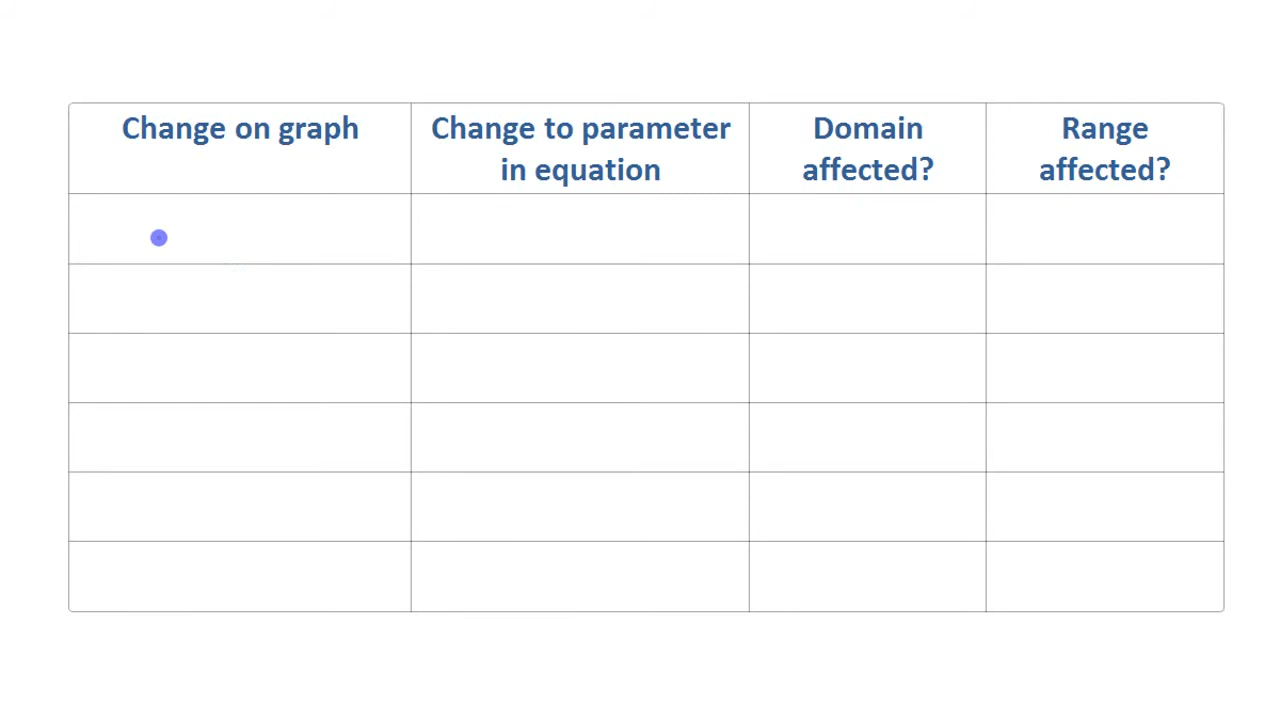 Change on graph
Change to parameter
in equation
Domain
affected?
Range
affected?